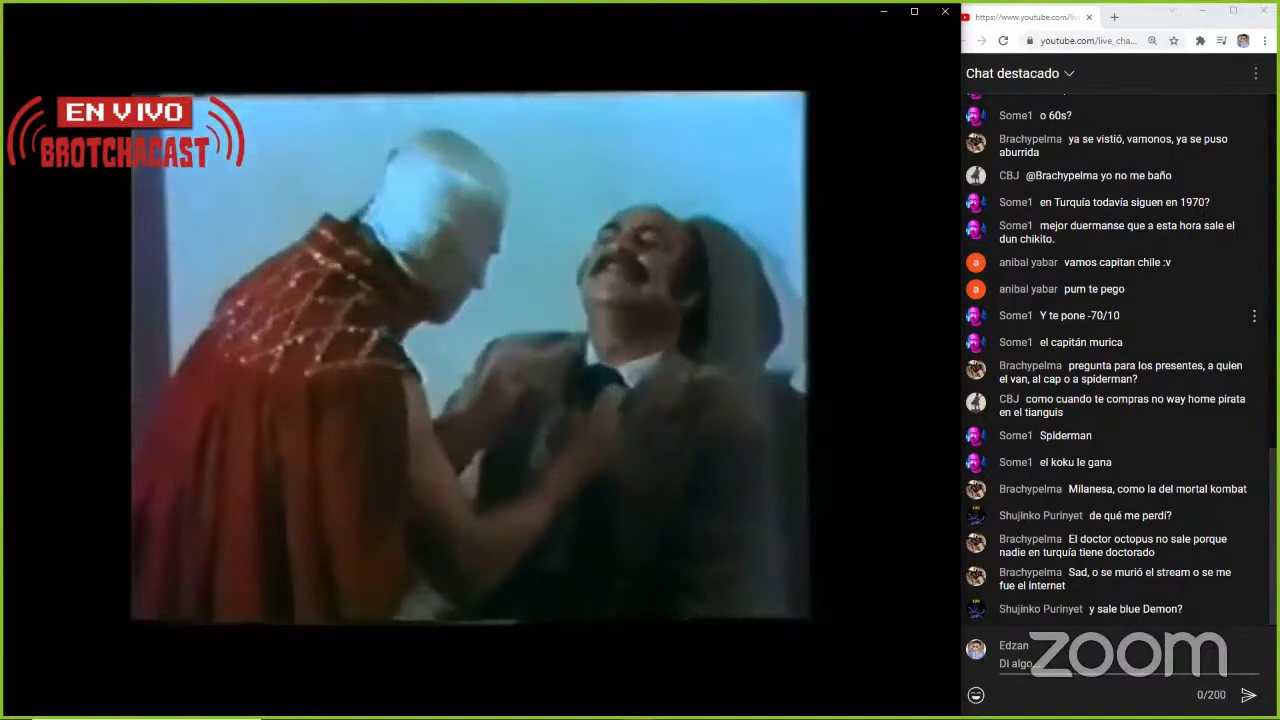 EN VIVO
BROTCHACAST
https://www.youtube.com/liv
youtube.com/live_cha...
Chat destacado
Some1 o 60s?
Brachypelma ya se vistió, vamonos, ya se puso
aburrida
CBJ @Brachypelma yo no me baño
Some1 en Turquía todavía siguen en 1970?
Some1 mejor duermanse que a esta hora sale el
dun chikito.
a anibal yabar vamos capitan chile :v
a anibal yabar pum te pego
Some1 Y te pone -70/10
Some1 el capitán murica
Brachypelma pregunta para los presentes, a quien
el van, al cap o a spiderman?
CBJ como cuando te compras no way home pirata
en el tianguis
Some1 Spiderman
Some1 el koku le gana
Brachypelma Milanesa, como la del mortal kombat
Shujinko Purinyet de qué me perdí?
Brachypelma El doctor octopus no sale porque
nadie en turquía tiene doctorado
Brachypelma Sad, o se murió el stream o se me
fue el internet
Shujinko Purinyet y sale blue Demon?
Edzan
Di algo...
zoom
0/200